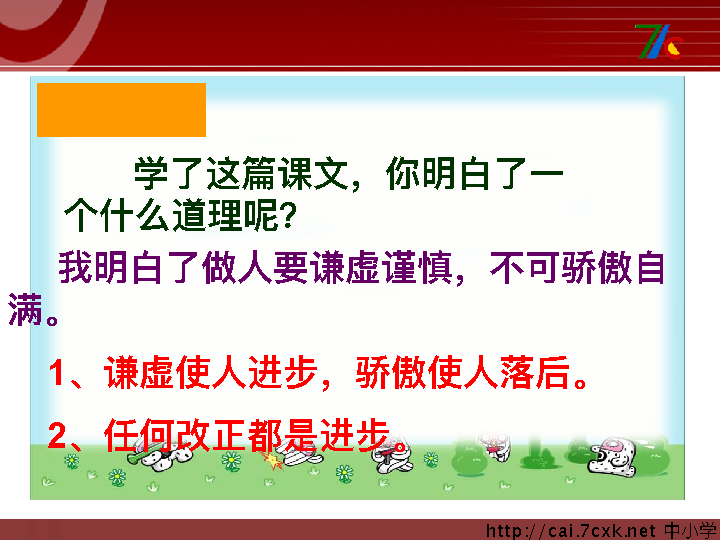 学了这篇课文，你明白了一
个什么道理呢？
我明白了做人要谦虚谨慎，不可骄傲自
满。
1、谦虚使人进步，骄傲使人落后。
2、任何改正都是进步。
http://cai.7cxk.net 中小学